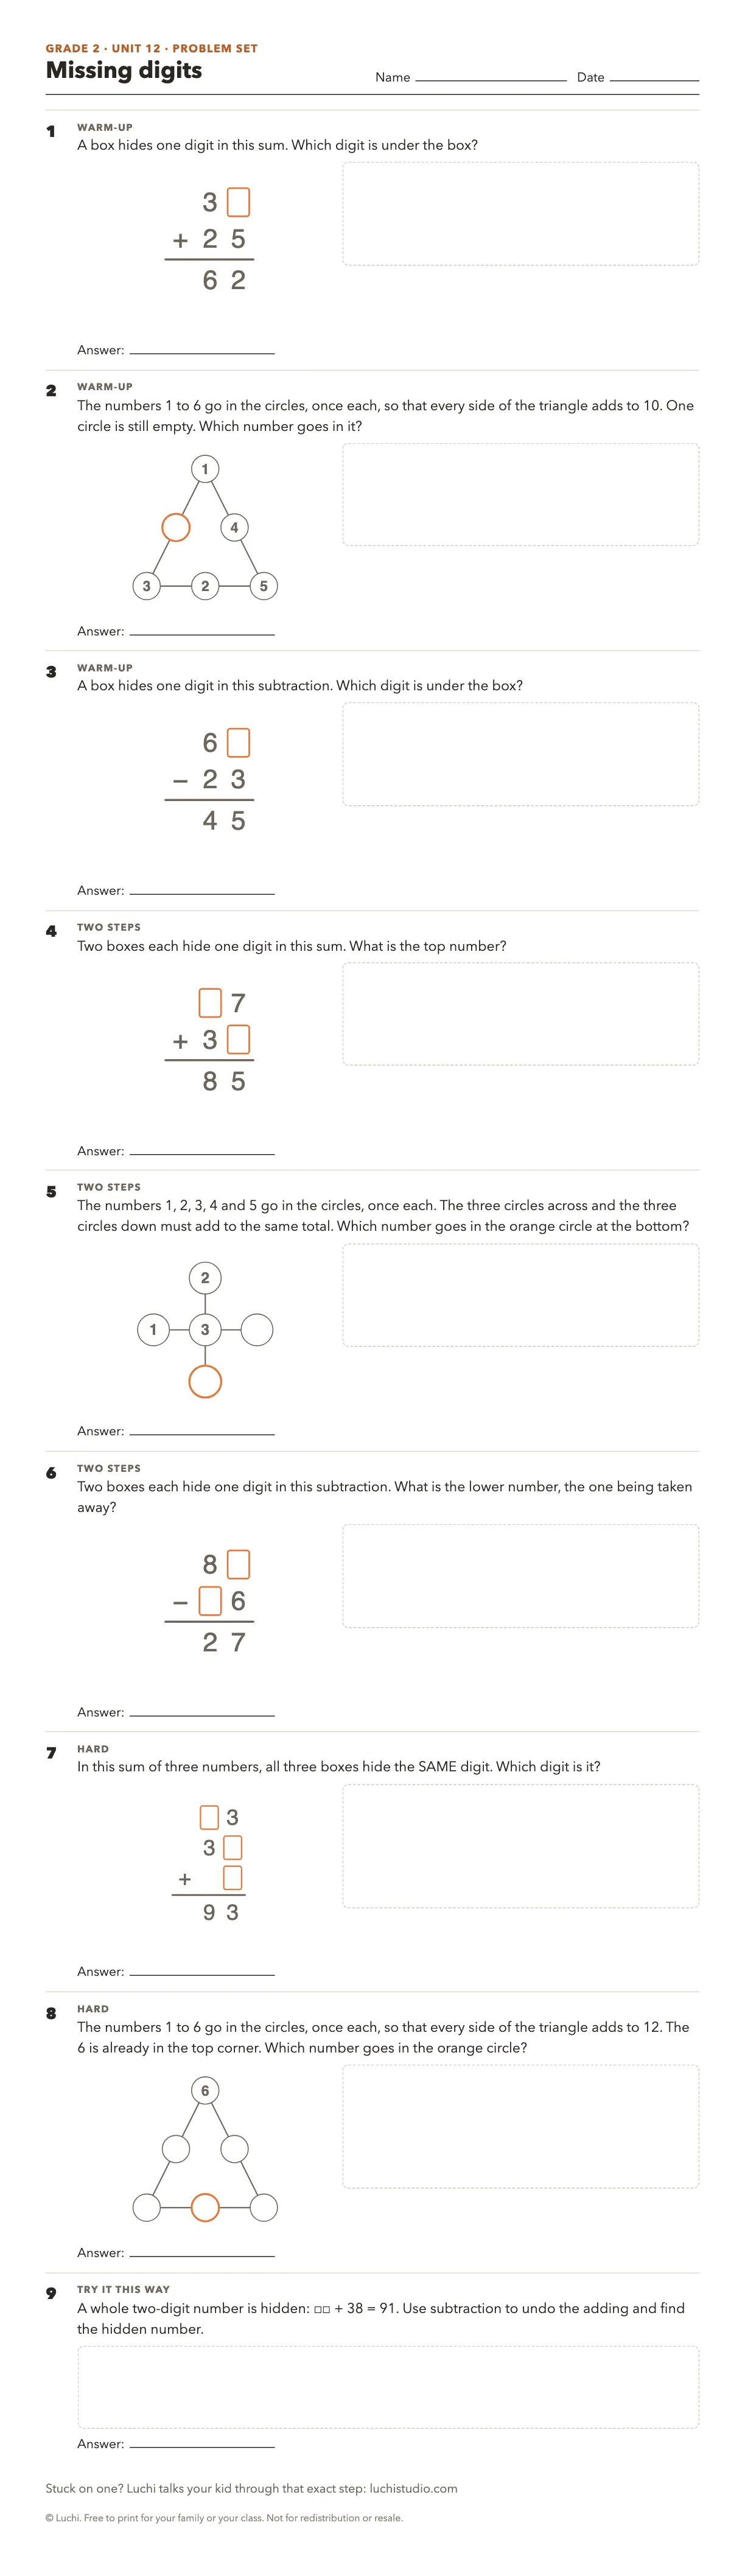 GRADE 2 · UNIT 12 · PROBLEM SET
Missing digits
Name
Date
1
WARM-UP
A box hides one digit in this sum. Which digit is under the box?
3
+ 2 5
6 2
Answer:
2
WARM-UP
The numbers 1 to 6 go in the circles, once each, so that every side of the triangle adds to 10. One
circle is still empty. Which number goes in it?
1
4
3 2 5
Answer:
3
WARM-UP
A box hides one digit in this subtraction. Which digit is under the box?
6
− 2 3
4 5
Answer:
4
TWO STEPS
Two boxes each hide one digit in this sum. What is the top number?
7
+ 3
8 5
Answer:
5
TWO STEPS
The numbers 1, 2, 3, 4 and 5 go in the circles, once each. The three circles across and the three
circles down must add to the same total. Which number goes in the orange circle at the bottom?
2
1 3
Answer:
6
TWO STEPS
Two boxes each hide one digit in this subtraction. What is the lower number, the one being taken
away?
8
− 6
2 7
Answer:
7
HARD
In this sum of three numbers, all three boxes hide the SAME digit. Which digit is it?
3
3
+
9 3
Answer:
8
HARD
The numbers 1 to 6 go in the circles, once each, so that every side of the triangle adds to 12. The
6 is already in the top corner. Which number goes in the orange circle?
6
Answer:
9
TRY IT THIS WAY
A whole two-digit number is hidden: □□ + 38 = 91. Use subtraction to undo the adding and find
the hidden number.
Answer:
Stuck on one? Luchi talks your kid through that exact step: luchistudio.com
© Luchi. Free to print for your family or your class. Not for redistribution or resale.